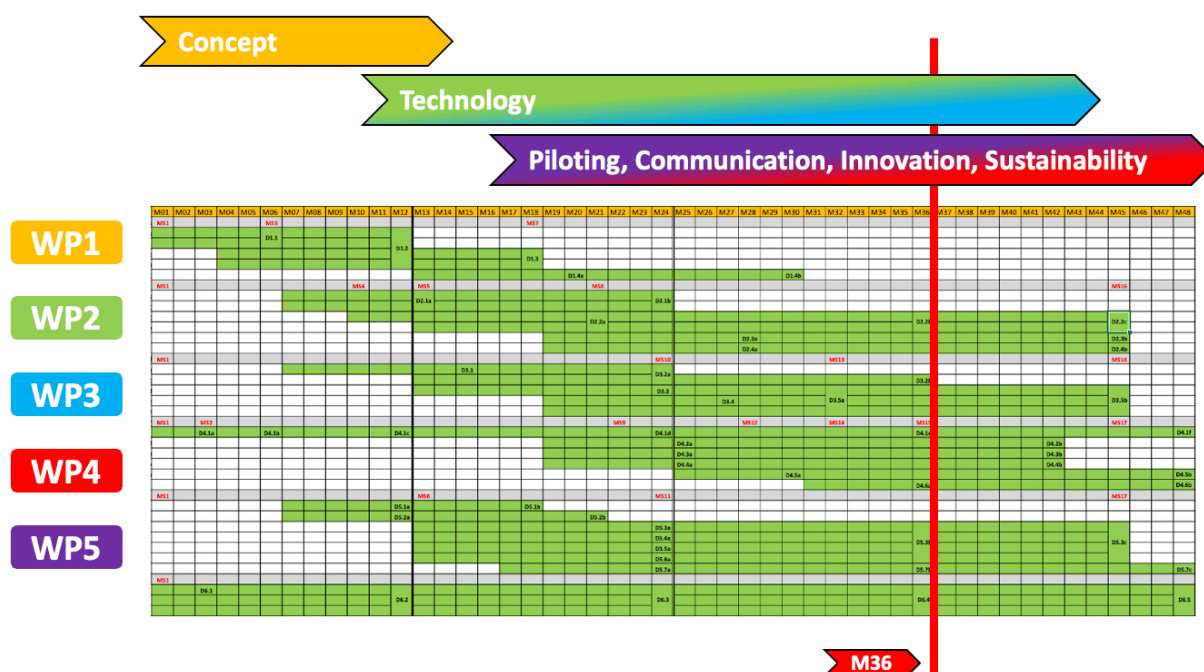 Concept
Technology
Piloting, Communication, Innovation, Sustainability
M01 M02 M03 M04 M05 M06 M07 M08 M09 M10 M11 M12 M13 M14 M15 M16 M17 M18 M19 M20 M21 M22 M23 M24 M25 M26 M27 M28 M29 M30 M31 M32 M33 M34 M35 M36 M37 M38 M39 M40 M41 M42 M43 M44 M45 M46 M47 M48
WP1
MS1 MS3 MS7
D1.1
D1.2
D1.3
D1.4a D1.4b
WP2
MS1 MS4 MS5 MS8 MS16
D2.1a D2.1b
D2.2a D2.2c
D2.3a D2.3b
D2.4a D2.4b
WP3
MS1 MS10 MS13 MS16
D3.1
D3.2a
D3.3
D3.4 D3.5a D3.5b
WP4
MS1 MS2 MS9 MS12 MS14 MS15 MS17
D4.1a D4.1b D4.1c D4.1d D4.1f
D4.2a D4.2b
D4.3a D4.3b
D4.4a D4.4b
D4.5a D4.5b
D4.6b
WP5
MS1 MS6 MS11 MS17
D5.1a D5.1b
D5.2a D5.2b
D5.3a
D5.4a
D5.3c
D5.5a
D5.6a
D5.7a D5.7c
MS1
D6.1
D6.2 D6.3 D6.4 D6.5
M36